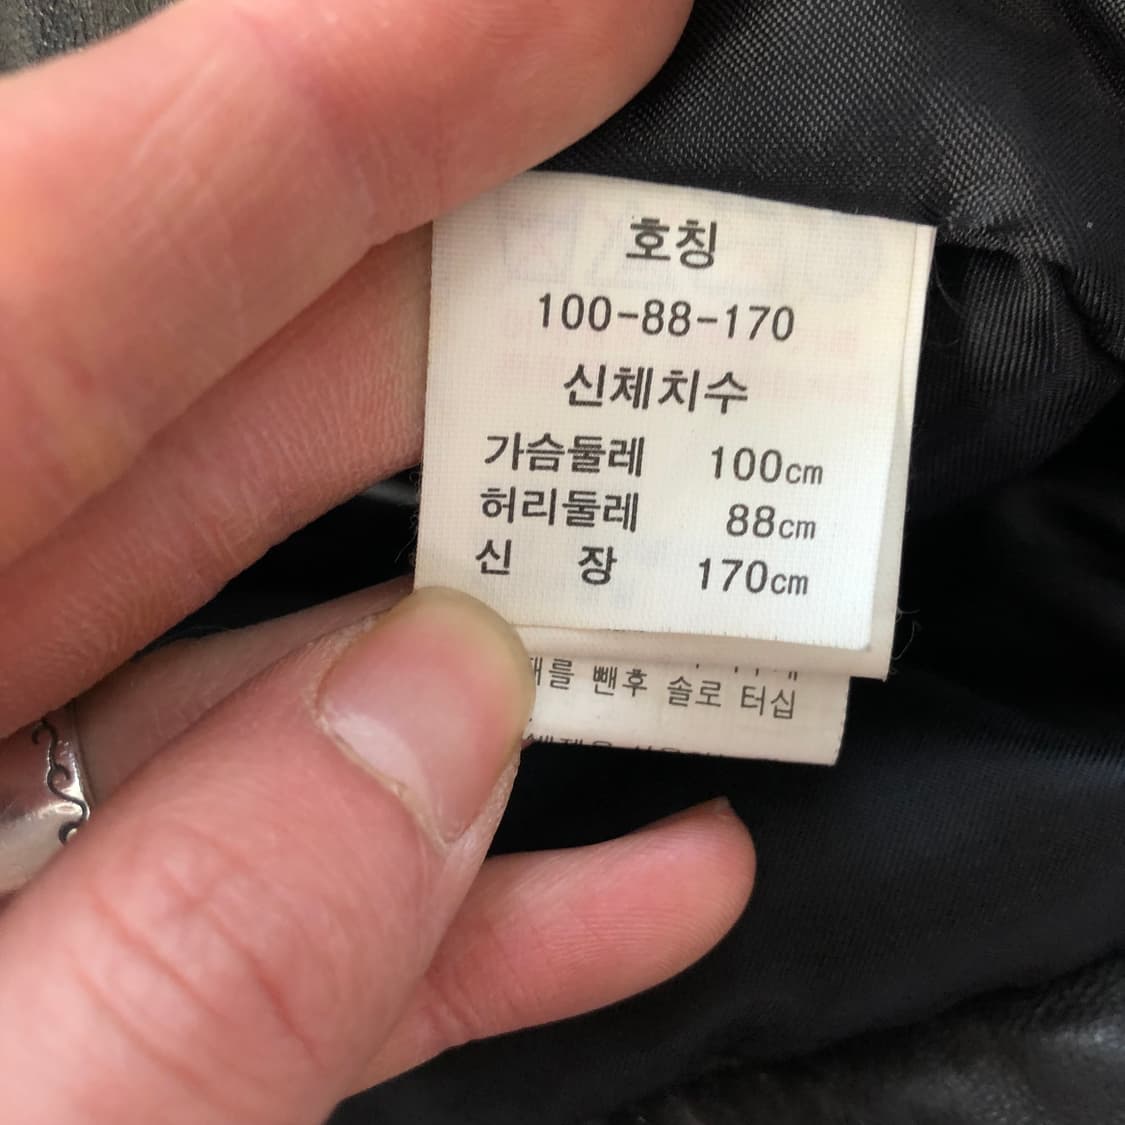 호칭
100-88-170
신체치수
가슴둘레 100cm
허리둘레 88cm
신 장 170cm
를 뺀후 솔로 터십